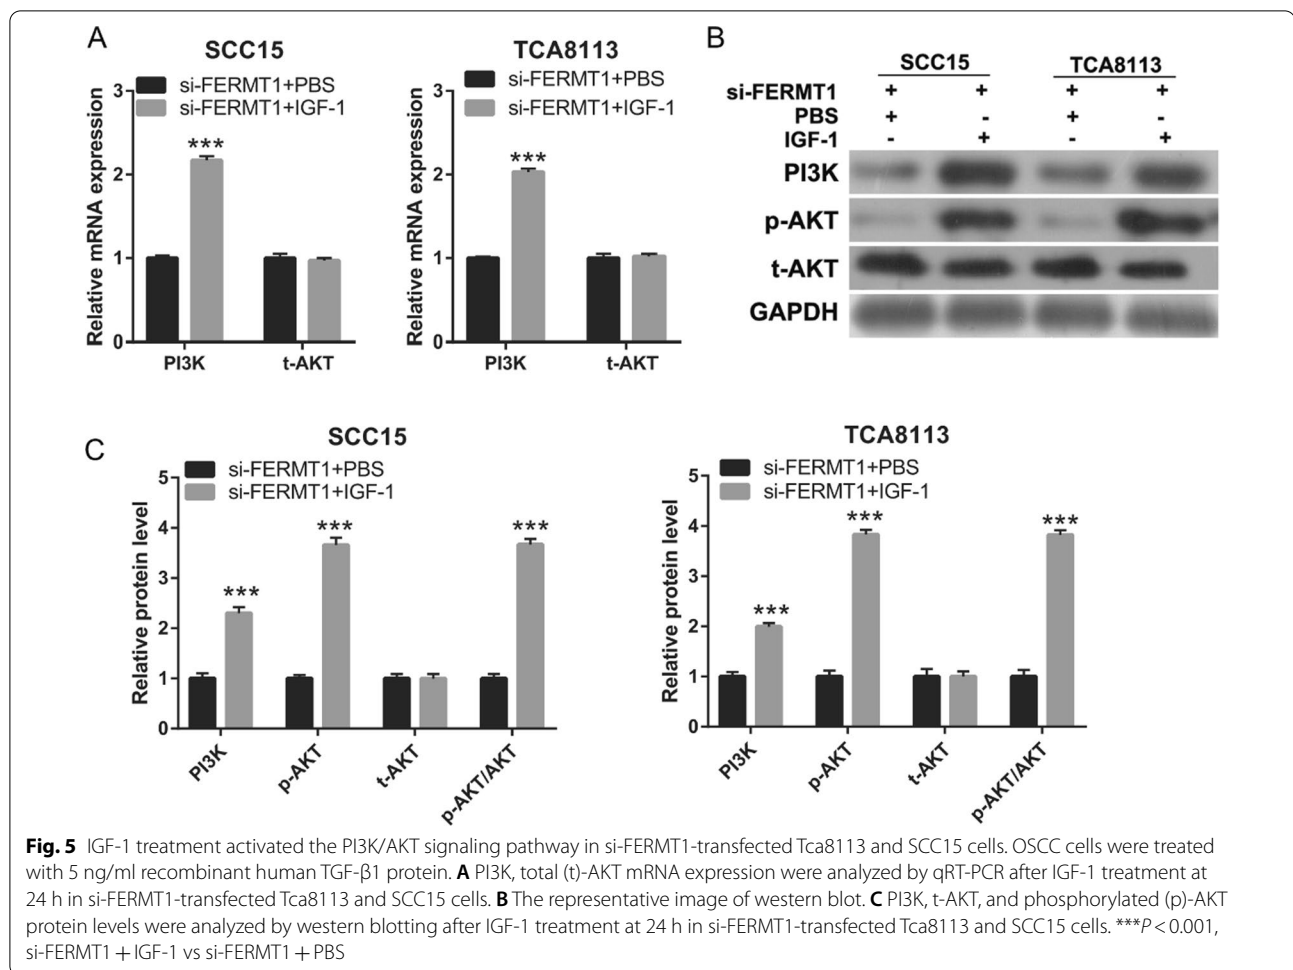 A
SCC15
si-FERMT1+PBS
si-FERMT1+IGF-1
Relative mRNA expression
3
2
1
0
***
PI3K
t-AKT
TCA8113
si-FERMT1+PBS
si-FERMT1+IGF-1
Relative mRNA expression
3
2
1
0
***
PI3K
t-AKT
B
SCC15
TCA8113
si-FERMT1 + + + +
PBS + - + -
IGF-1 - + - +
PI3K
p-AKT
t-AKT
GAPDH
C
SCC15
si-FERMT1+PBS
si-FERMT1+IGF-1
Relative protein level
5
4
3
2
1
0
***
***
***
PI3K
p-AKT
t-AKT
p-AKT/AKT
TCA8113
si-FERMT1+PBS
si-FERMT1+IGF-1
Relative protein level
5
4
3
2
1
0
***
***
***
PI3K
p-AKT
t-AKT
p-AKT/AKT
Fig. 5 IGF-1 treatment activated the PI3K/AKT signaling pathway in si-FERMT1-transfected Tca8113 and SCC15 cells. OSCC cells were treated
with 5 ng/ml recombinant human TGF-β1 protein. A PI3K, total (t)-AKT mRNA expression were analyzed by qRT-PCR after IGF-1 treatment at
24 h in si-FERMT1-transfected Tca8113 and SCC15 cells. B The representative image of western blot. C PI3K, t-AKT, and phosphorylated (p)-AKT
protein levels were analyzed by western blotting after IGF-1 treatment at 24 h in si-FERMT1-transfected Tca8113 and SCC15 cells. ***P < 0.001,
si-FERMT1 + IGF-1 vs si-FERMT1 + PBS